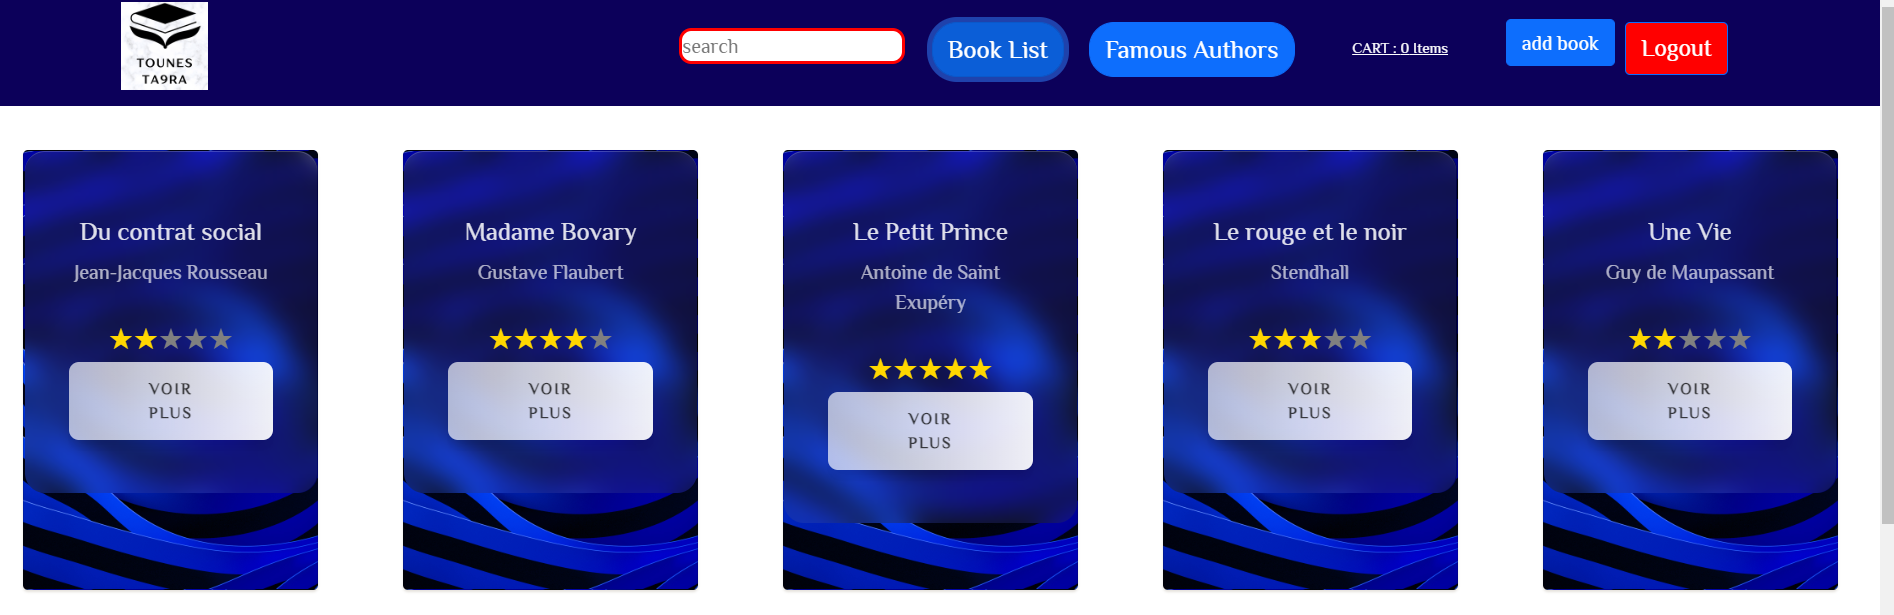 TOUNES
TA9RA
search
Book List
Famous Authors
CART : 0 Items
add book
Logout
Du contrat social
Jean-Jacques Rousseau
VOIR
PLUS
Madame Bovary
Gustave Flaubert
VOIR
PLUS
Le Petit Prince
Antoine de Saint
Exupéry
VOIR
PLUS
Le rouge et le noir
Stendhall
VOIR
PLUS
Une Vie
Guy de Maupassant
VOIR
PLUS